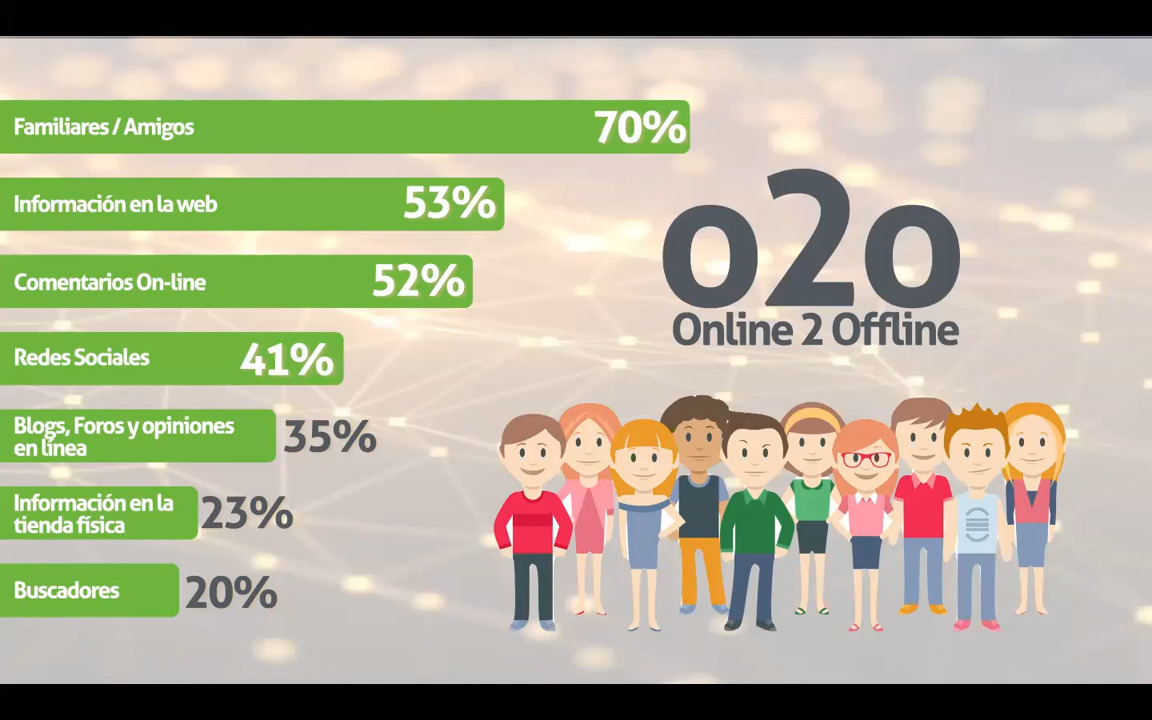 Familiares / Amigos 70%
Información en la web 53%
Comentarios On-line 52%
Redes Sociales 41%
Blogs, Foros y opiniones
en línea 35%
Información en la
tienda física 23%
Buscadores 20%
o2o
Online 2 Offline